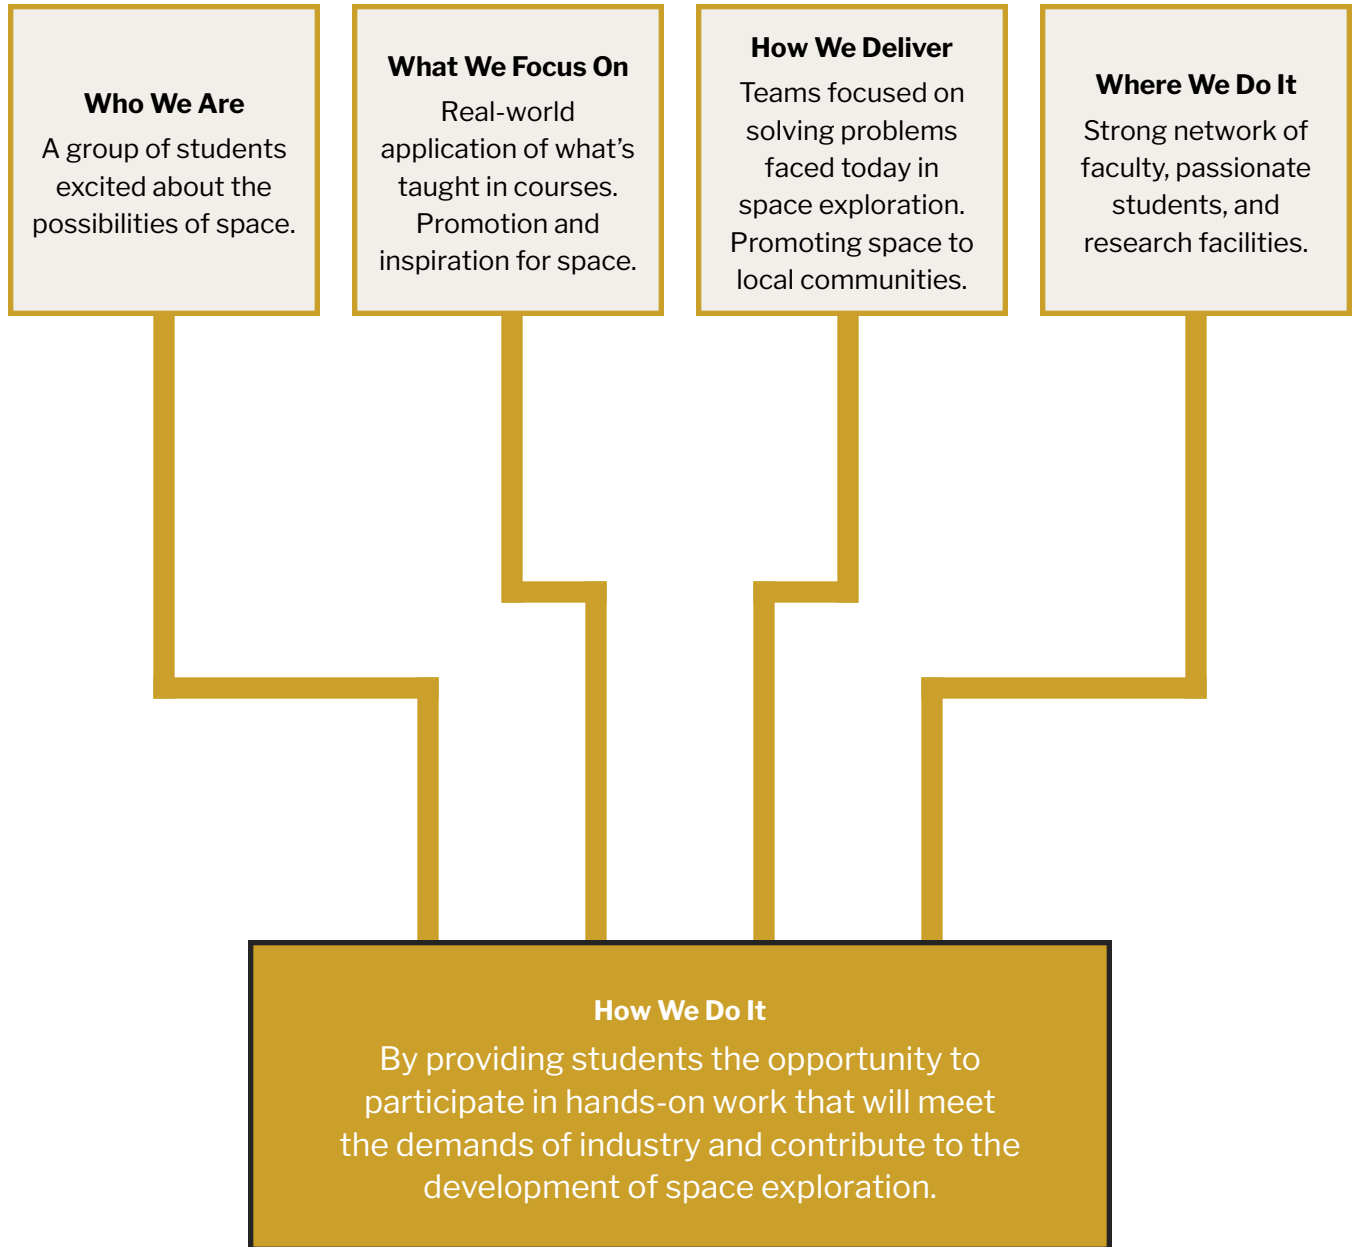 Who We Are
A group of students
excited about the
possibilities of space.
What We Focus On
Real-world
application of what’s
taught in courses.
Promotion and
inspiration for space.
How We Deliver
Teams focused on
solving problems
faced today in
space exploration.
Promoting space to
local communities.
Where We Do It
Strong network of
faculty, passionate
students, and
research facilities.
How We Do It
By providing students the opportunity to
participate in hands-on work that will meet
the demands of industry and contribute to the
development of space exploration.